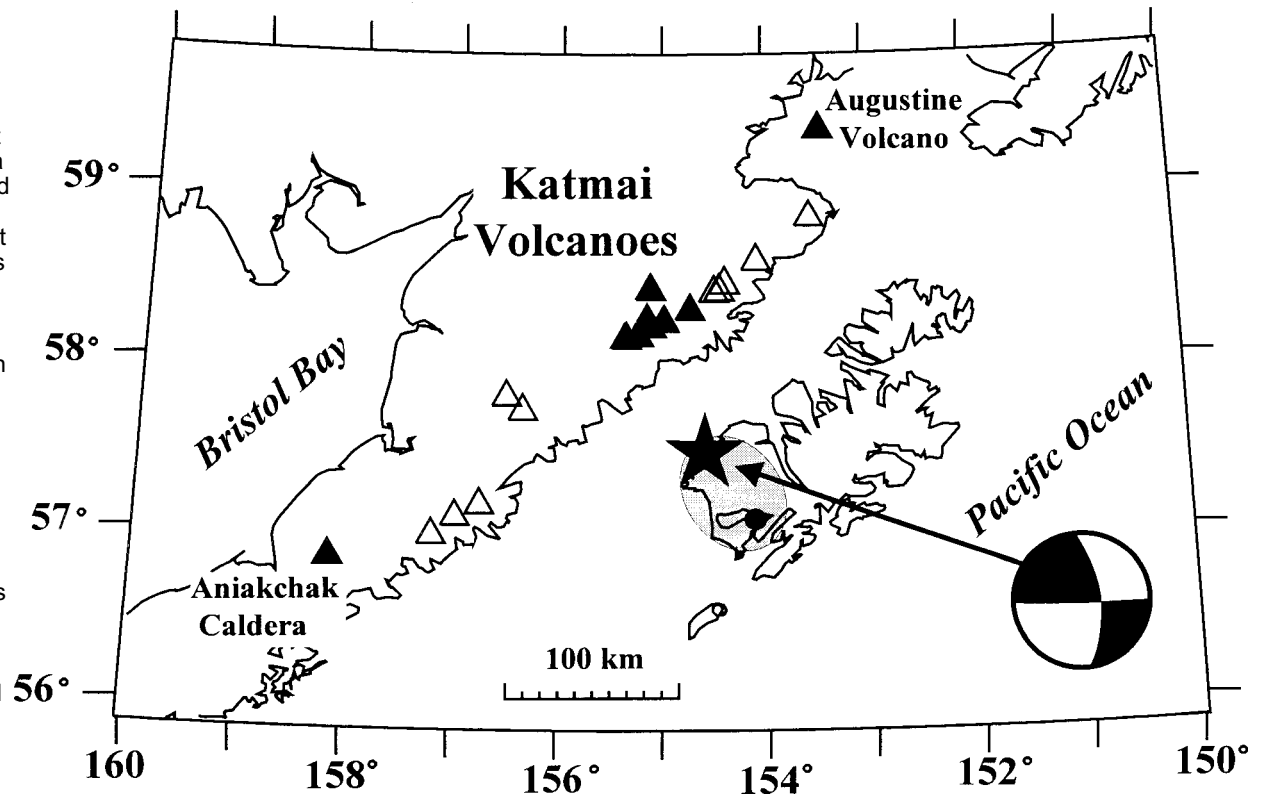 Augustine
Volcano
Katmai
Volcanoes
59°
58°
57°
56°
Bristol Bay
Pacific Ocean
Aniakchak
Caldera
100 km
160
158°
156°
154°
152°
150°